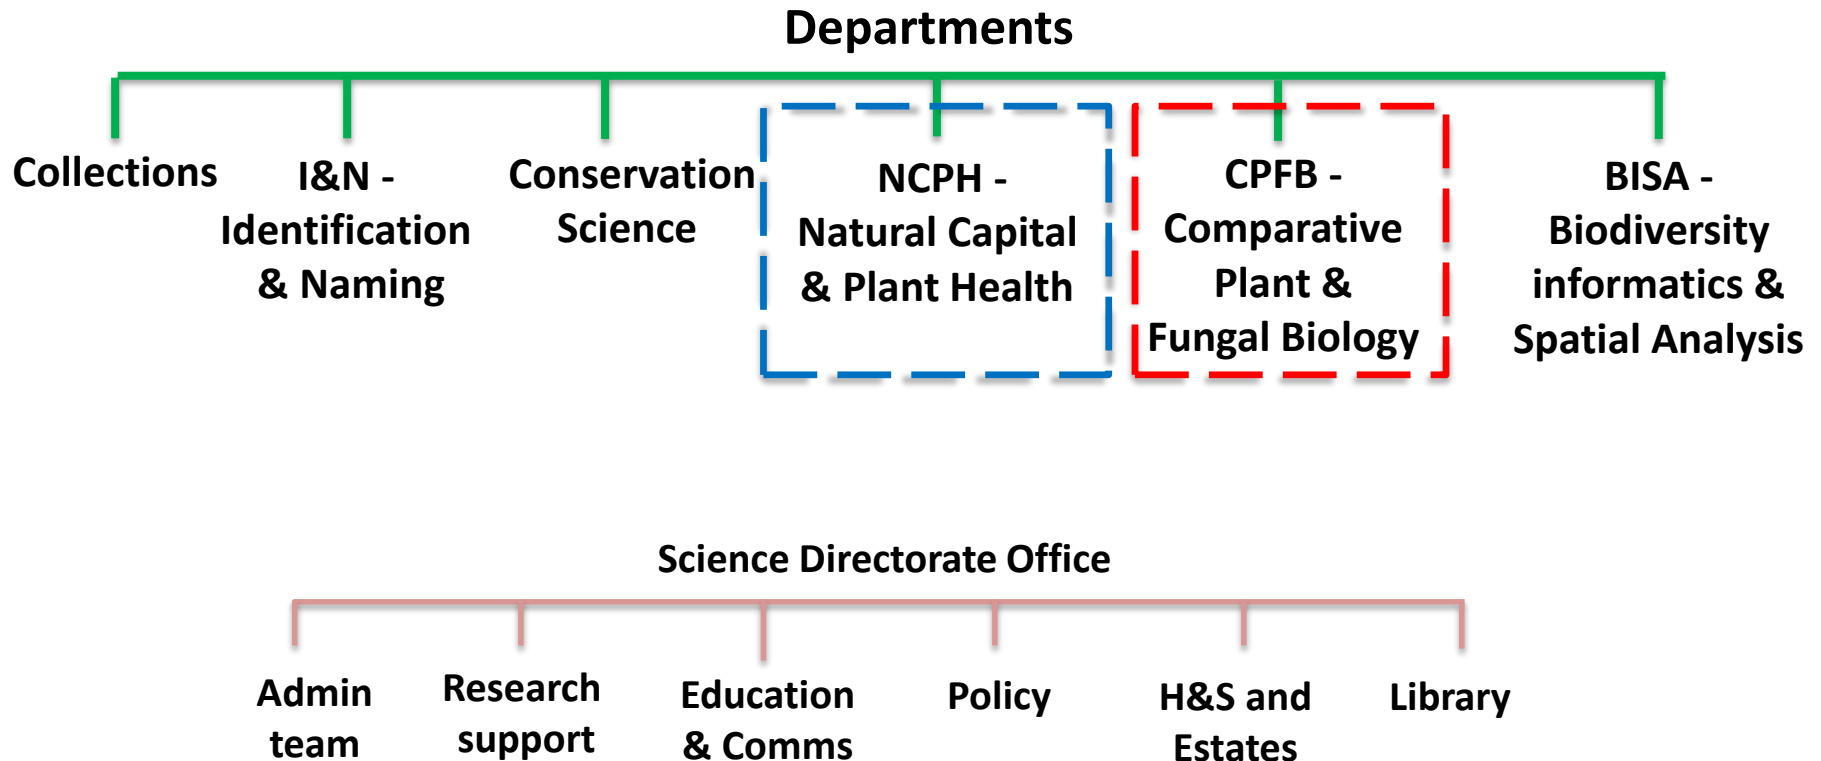 Departments
Collections
I&N -
Identification
& Naming
Conservation
Science
NCPH -
Natural Capital
& Plant Health
CPFB -
Comparative
Plant &
Fungal Biology
BISA -
Biodiversity
informatics &
Spatial Analysis
Science Directorate Office
Admin
team
Research
support
Education
& Comms
Policy
H&S and
Estates
Library